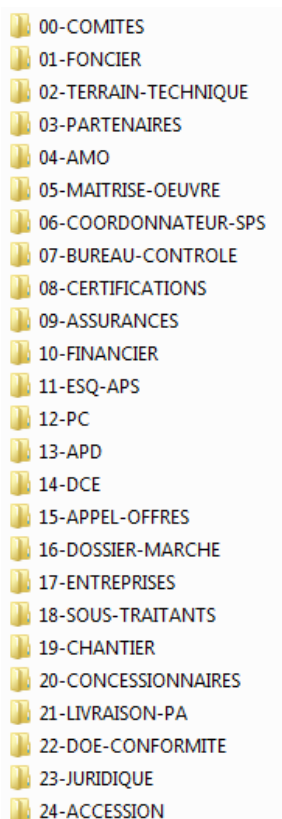 00-COMITES
01-FONCIER
02-TERRAIN-TECHNIQUE
03-PARTENAIRES
04-AMO
05-MAITRISE-OEUVRE
06-COORDONNATEUR-SPS
07-BUREAU-CONTROLE
08-CERTIFICATIONS
09-ASSURANCES
10-FINANCIER
11-ESQ-APS
12-PC
13-APD
14-DCE
15-APPEL-OFFRES
16-DOSSIER-MARCHE
17-ENTREPRISES
18-SOUS-TRAITANTS
19-CHANTIER
20-CONCESSIONNAIRES
21-LIVRAISON-PA
22-DOE-CONFORMITE
23-JURIDIQUE
24-ACCESSION